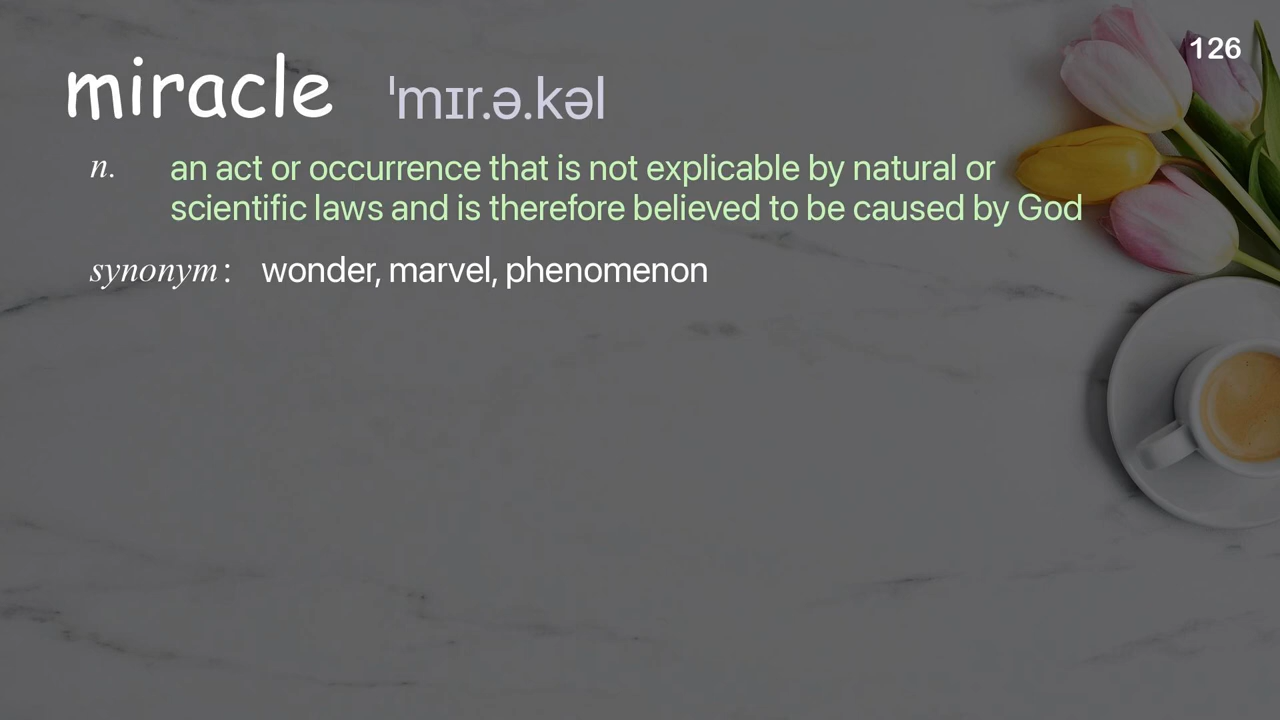 126
miracle ˈmɪr.ə.kəl
n. an act or occurrence that is not explicable by natural or
scientific laws and is therefore believed to be caused by God
synonym: wonder, marvel, phenomenon